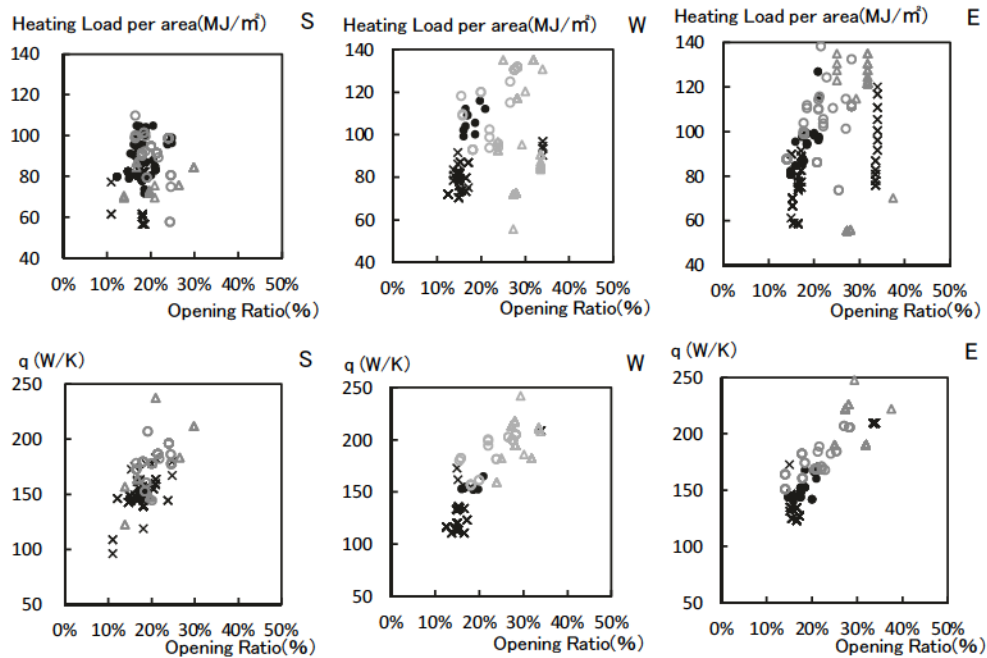 Heating Load per area(MJ/㎡) S
140
120
100
80
60
40
0% 10% 20% 30% 40% 50%
Opening Ratio(%)
Heating Load per area(MJ/㎡) W
140
120
100
80
60
40
0% 10% 20% 30% 40% 50%
Opening Ratio(%)
Heating Load per area(MJ/㎡) E
140
120
100
80
60
40
0% 10% 20% 30% 40% 50%
Opening Ratio(%)
q (W/K) S
250
200
150
100
50
0% 10% 20% 30% 40% 50%
Opening Ratio(%)
q (W/K) W
250
200
150
100
50
0% 10% 20% 30% 40% 50%
Opening Ratio(%)
q (W/K) E
250
200
150
100
50
0% 10% 20% 30% 40% 50%
Opening Ratio(%)